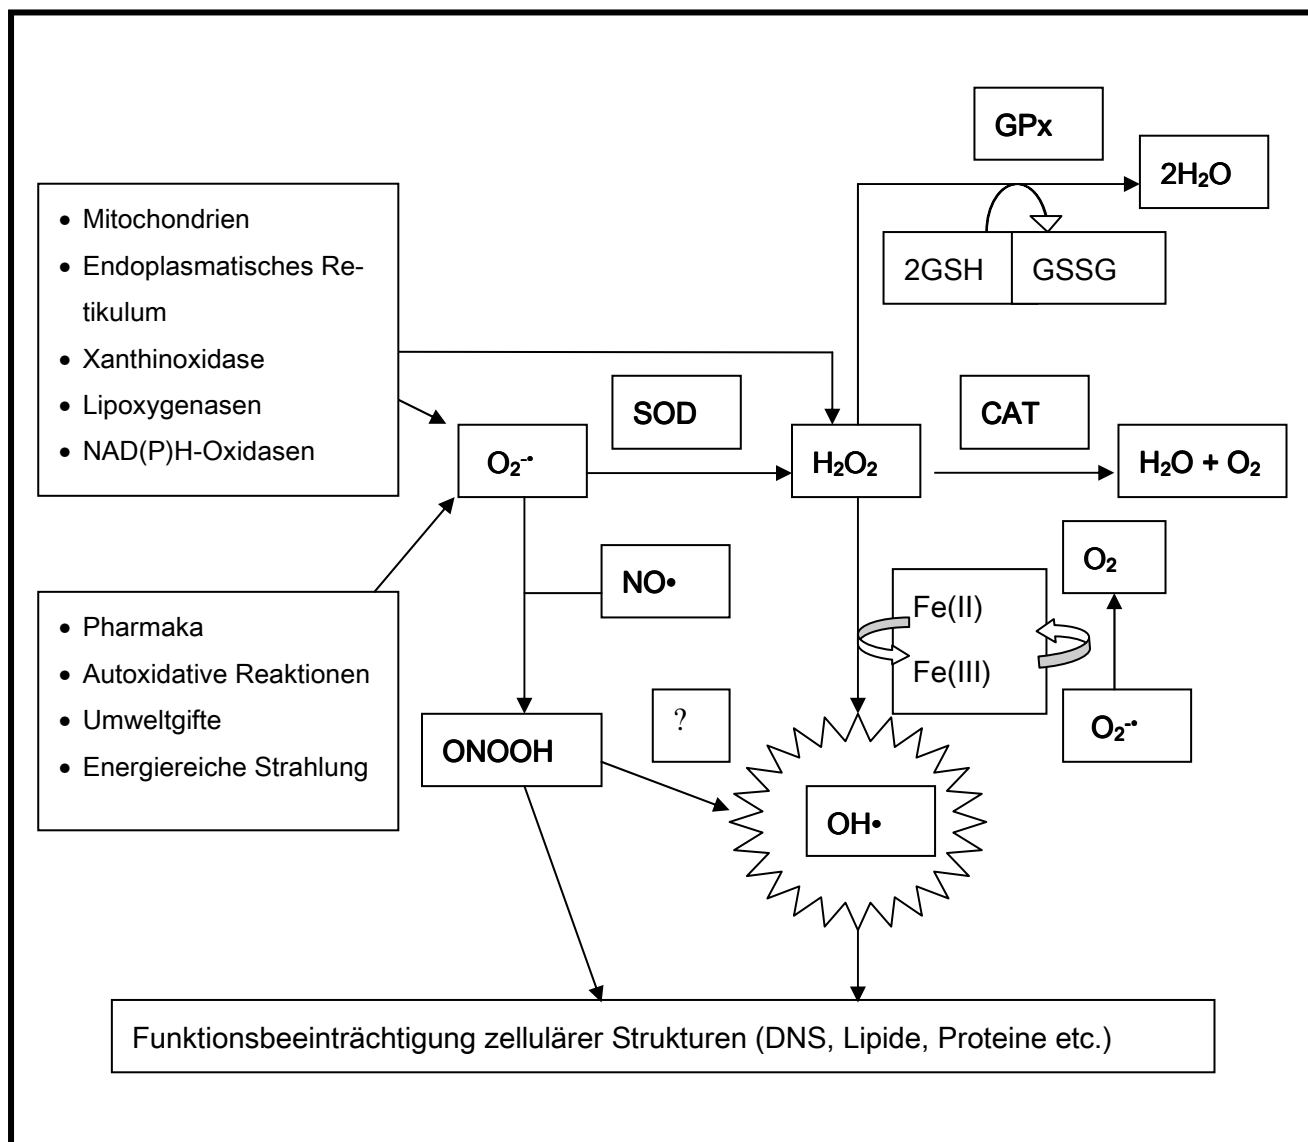 GPx
2H₂O
2GSH
GSSG
• Mitochondrien
• Endoplasmatisches Re-
tikulum
• Xanthinoxidase
• Lipoxygenasen
• NAD(P)H-Oxidasen
SOD
CAT
O₂⁻•
H₂O₂
H₂O + O₂
NO•
O₂
Fe(II)
Fe(III)
• Pharmaka
• Autoxidative Reaktionen
• Umweltgifte
• Energiereiche Strahlung
?
O₂⁻•
ONOOH
OH•
Funktionsbeeinträchtigung zellulärer Strukturen (DNS, Lipide, Proteine etc.)